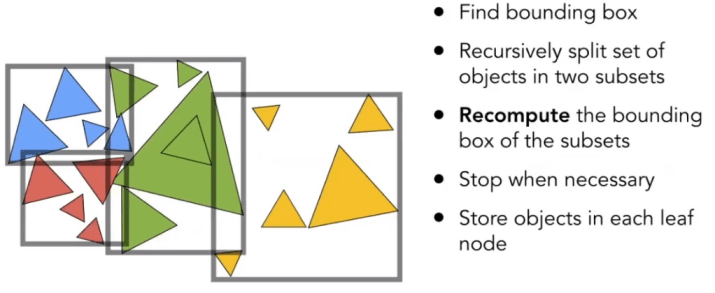 • Find bounding box
• Recursively split set of
objects in two subsets
• Recompute the bounding
box of the subsets
• Stop when necessary
• Store objects in each leaf
node